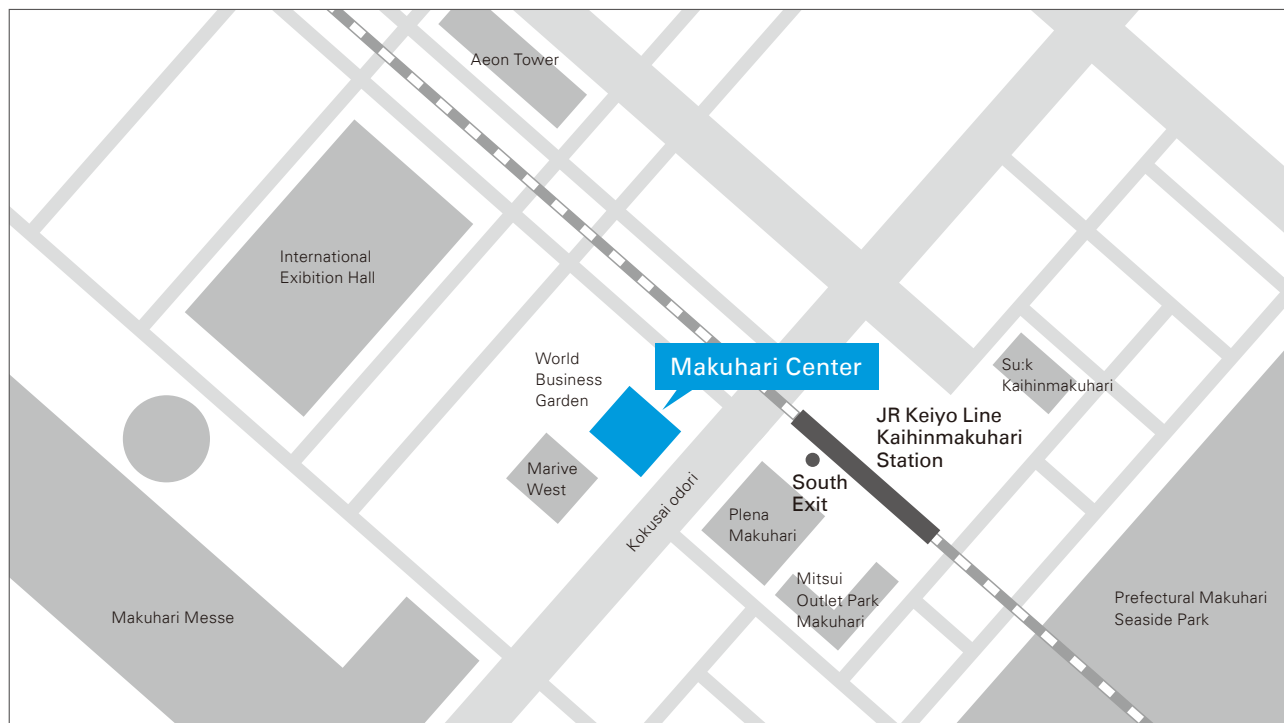 Aeon Tower
International
Exibition Hall
World
Business
Garden
Makuhari Center
Su:k
Kaihinmakuhari
JR Keiyo Line
Kaihinmakuhari
Station
South
Exit
Marive
West
Kokusai odori
Plena
Makuhari
Mitsui
Outlet Park
Makuhari
Makuhari Messe
Prefectural Makuhari
Seaside Park